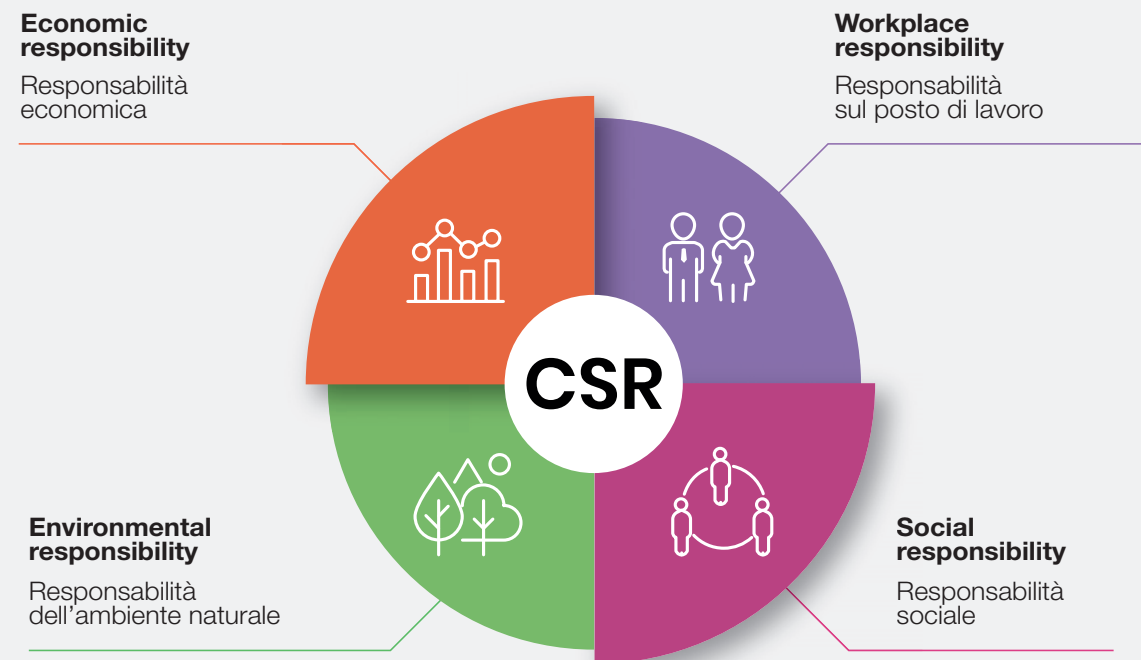 Economic
responsibility
Responsabilità
economica
Workplace
responsibility
Responsabilità
sul posto di lavoro
CSR
Environmental
responsibility
Responsabilità
dell'ambiente naturale
Social
responsibility
Responsabilità
sociale